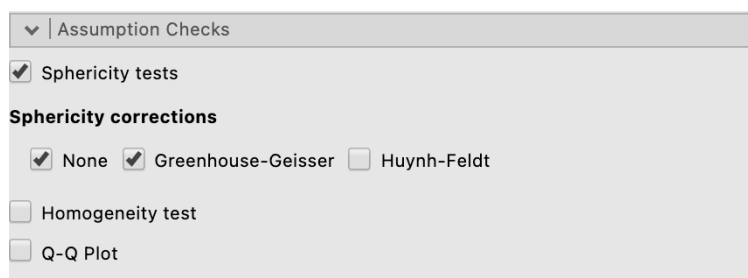 Assumption Checks
Sphericity tests
Sphericity corrections
None Greenhouse-Geisser Huynh-Feldt
Homogeneity test
Q-Q Plot